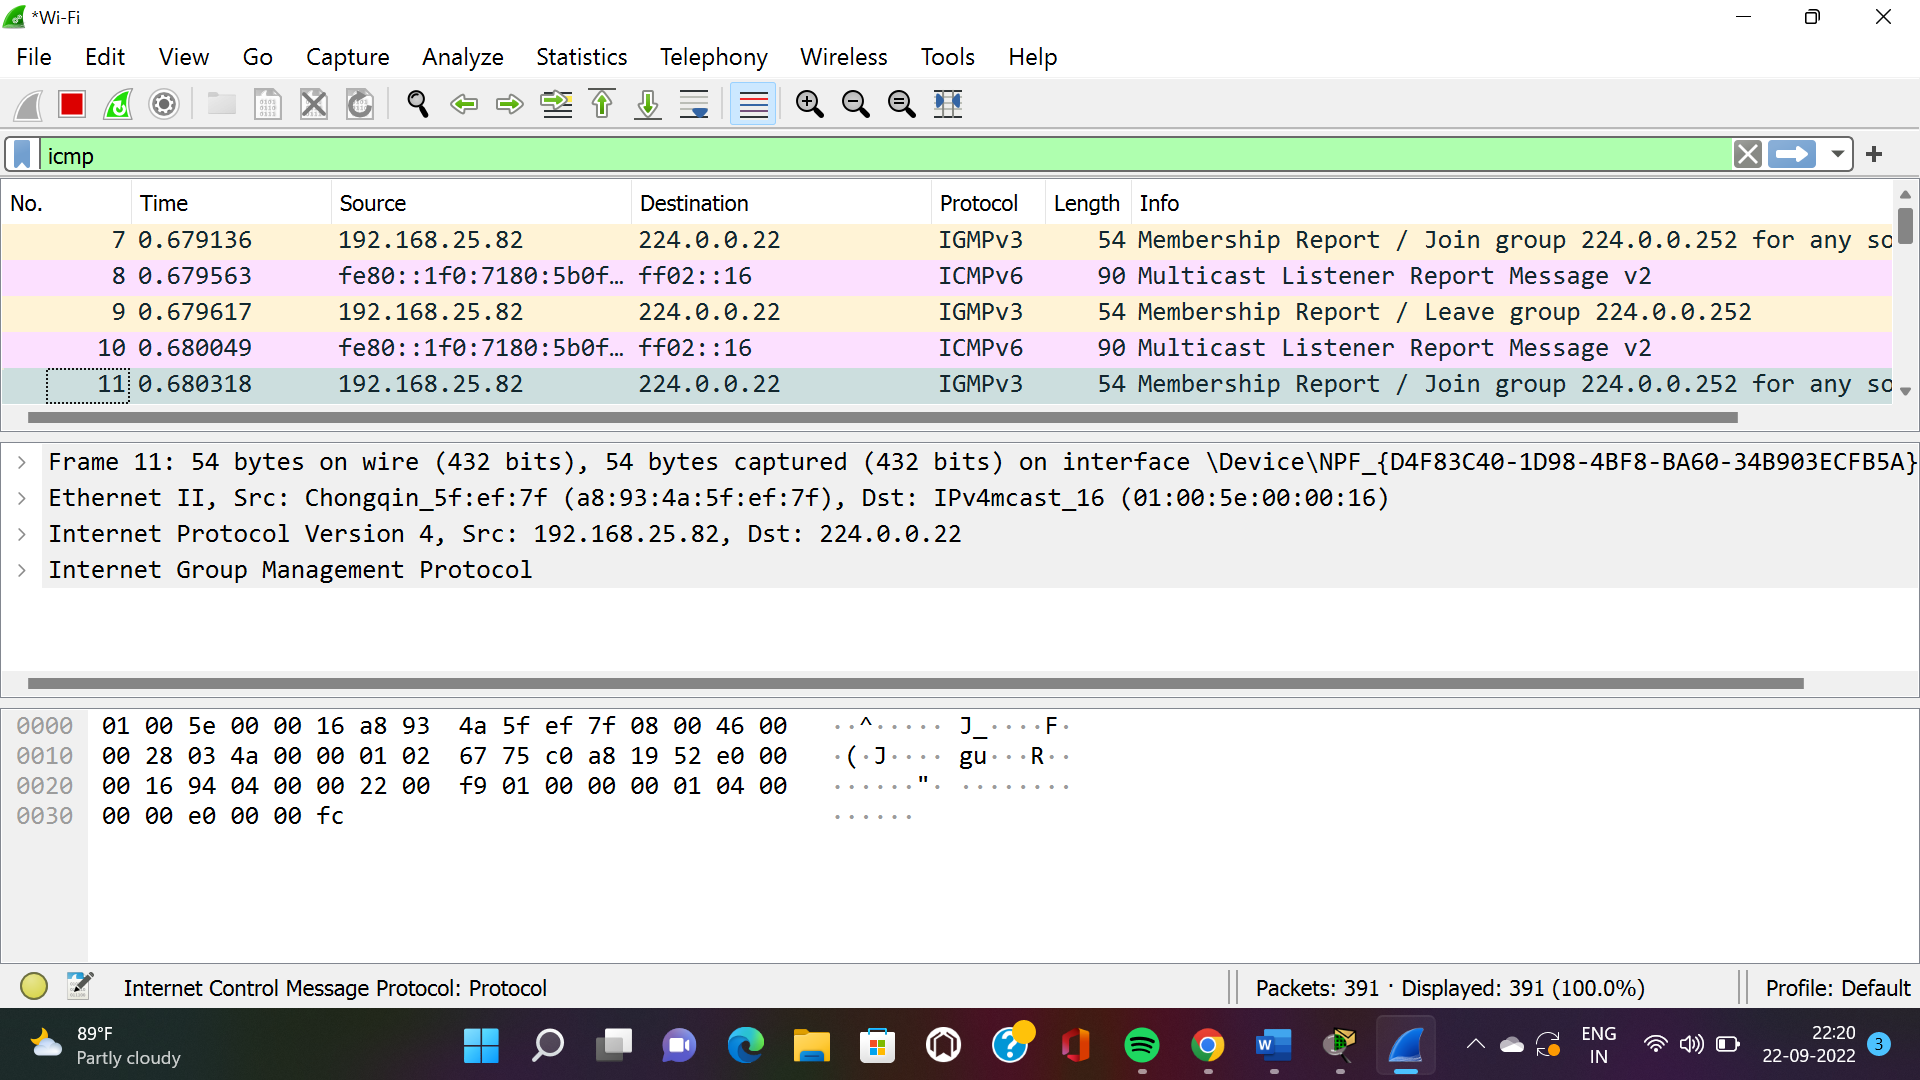 *Wi-Fi
File Edit View Go Capture Analyze Statistics Telephony Wireless Tools Help
icmp
No. Time Source Destination Protocol Length Info
7 0.679136 192.168.25.82 224.0.0.22 IGMPv3 54 Membership Report / Join group 224.0.0.252 for any so
8 0.679563 fe80::1f0:7180:5b0f… ff02::16 ICMPv6 90 Multicast Listener Report Message v2
9 0.679617 192.168.25.82 224.0.0.22 IGMPv3 54 Membership Report / Leave group 224.0.0.252
10 0.680049 fe80::1f0:7180:5b0f… ff02::16 ICMPv6 90 Multicast Listener Report Message v2
11 0.680318 192.168.25.82 224.0.0.22 IGMPv3 54 Membership Report / Join group 224.0.0.252 for any so
Frame 11: 54 bytes on wire (432 bits), 54 bytes captured (432 bits) on interface \Device\NPF_{D4F83C40-1D98-4BF8-BA60-34B903ECFB5A}
Ethernet II, Src: Chongqin_5f:ef:7f (a8:93:4a:5f:ef:7f), Dst: IPv4mcast_16 (01:00:5e:00:00:16)
Internet Protocol Version 4, Src: 192.168.25.82, Dst: 224.0.0.22
Internet Group Management Protocol
0000 01 00 5e 00 00 16 a8 93 4a 5f ef 7f 08 00 46 00 ··^····· J_····F·
0010 00 28 03 4a 00 00 01 02 67 75 c0 a8 19 52 e0 00 ·(·J···· gu···R··
0020 00 16 94 04 00 00 22 00 f9 01 00 00 00 01 04 00 ······"· ········
0030 00 00 e0 00 00 fc ······
Internet Control Message Protocol: Protocol Packets: 391 · Displayed: 391 (100.0%) Profile: Default
89°F
Partly cloudy
ENG
IN
22:20
22-09-2022
3